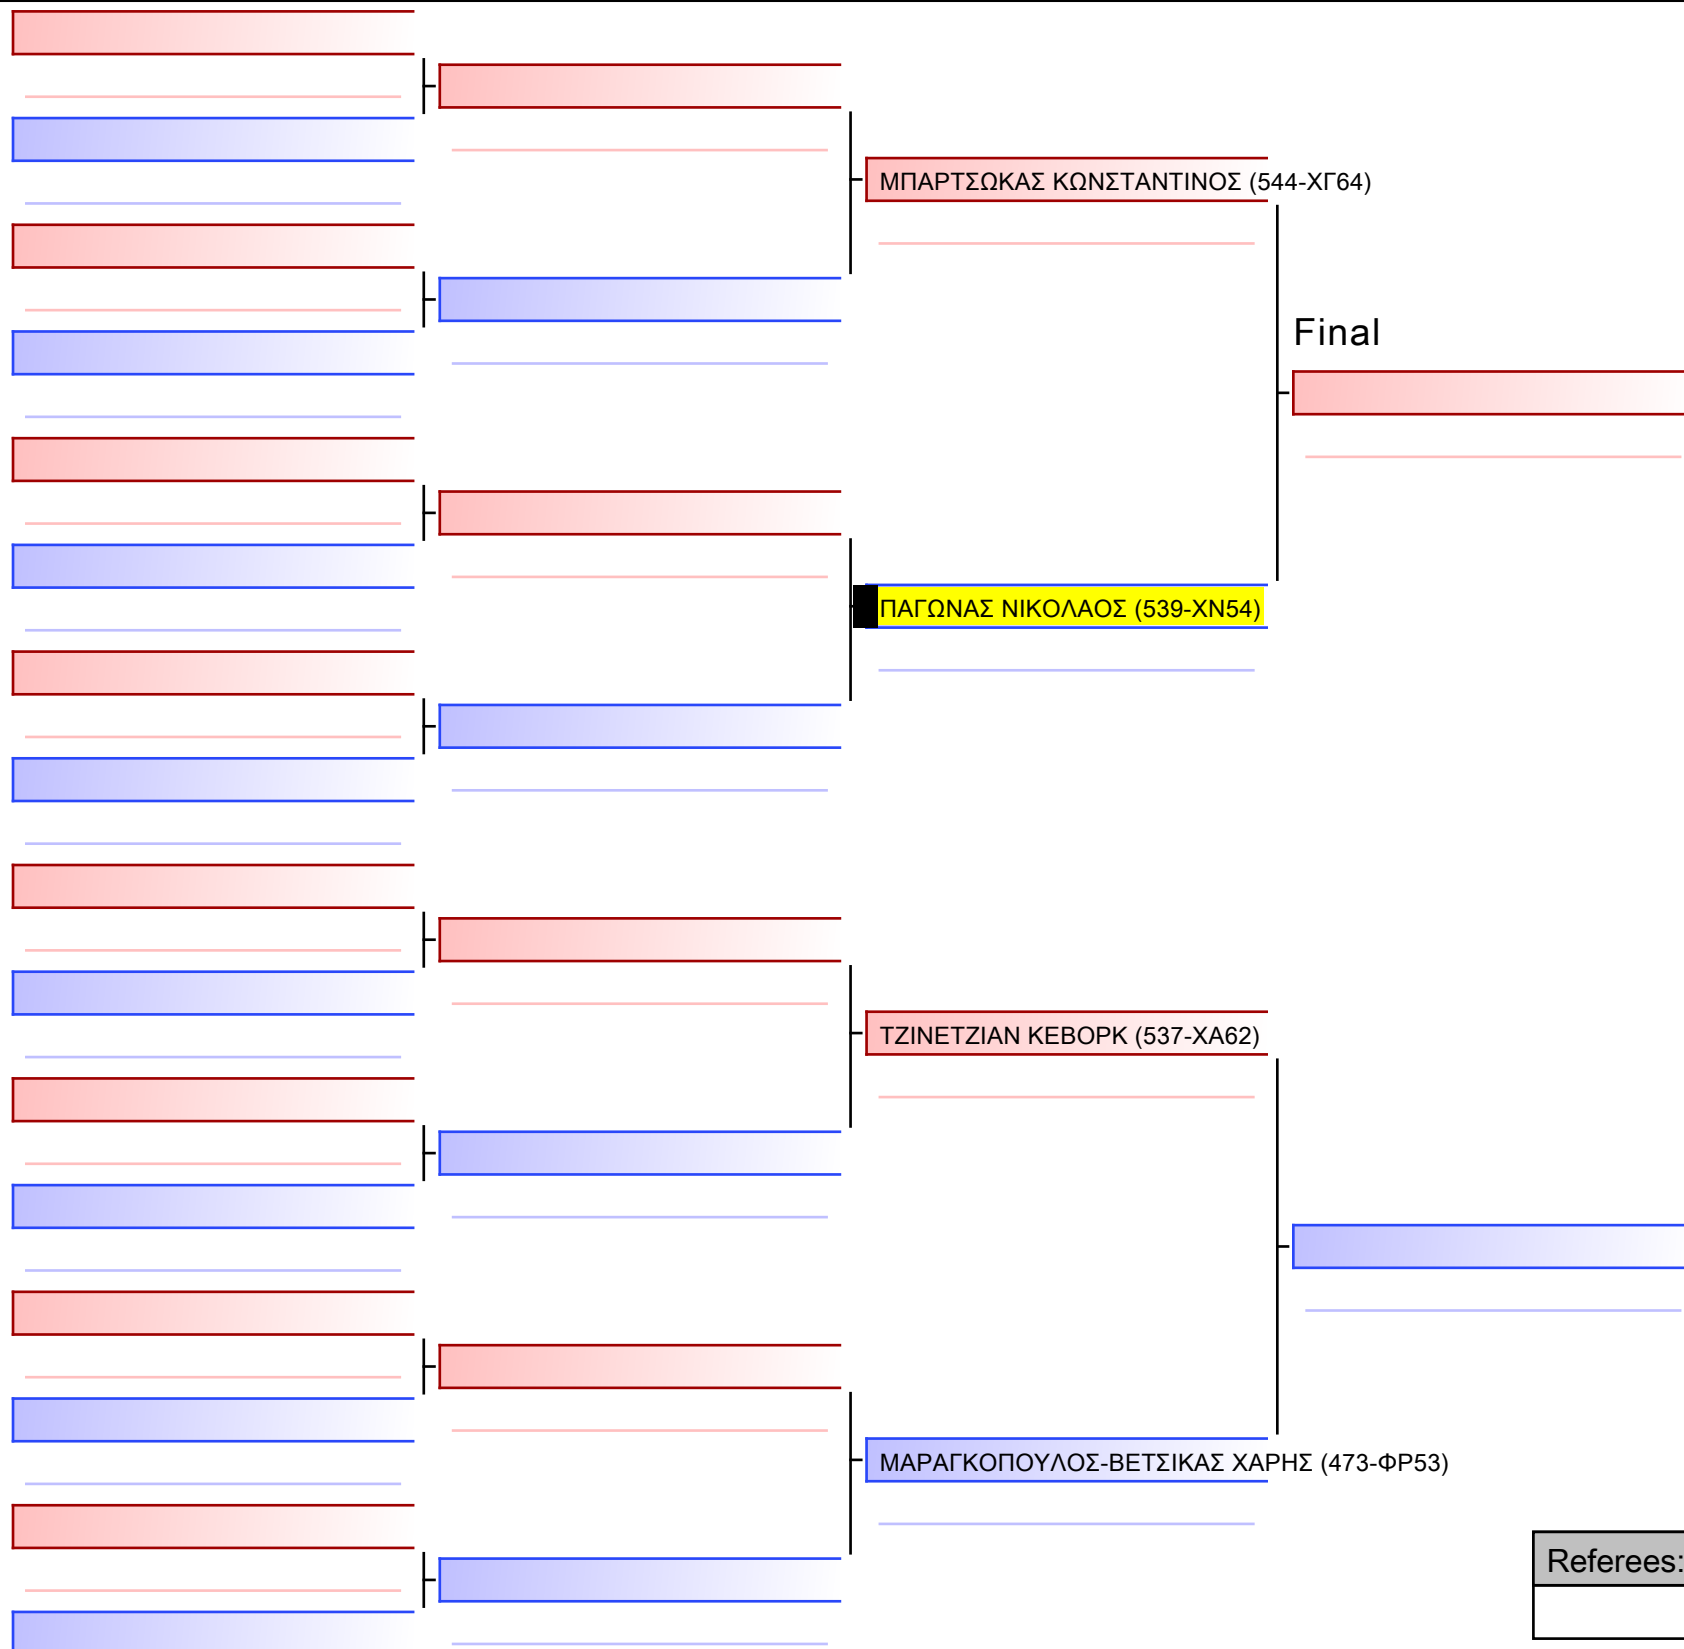 ΜΠΑΡΤΣΩΚΑΣ ΚΩΝΣΤΑΝΤΙΝΟΣ (544-ΧΓ64)
Final
ΠΑΓΩΝΑΣ ΝΙΚΟΛΑΟΣ (539-ΧΝ54)
ΤΖΙΝΕΤΖΙΑΝ ΚΕΒΟΡΚ (537-ΧΑ62)
ΜΑΡΑΓΚΟΠΟΥΛΟΣ-ΒΕΤΣΙΚΑΣ ΧΑΡΗΣ (473-ΦΡ53)
Referees: